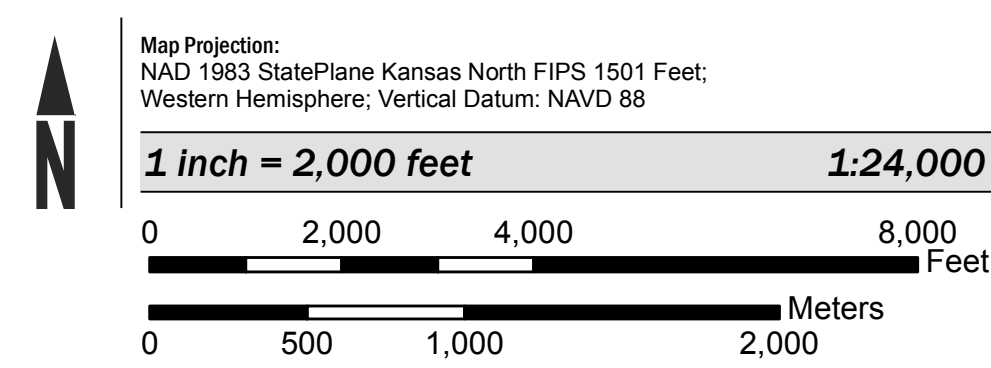 N
Map Projection:
NAD 1983 StatePlane Kansas North FIPS 1501 Feet;
Western Hemisphere; Vertical Datum: NAVD 88
1 inch = 2,000 feet 1:24,000
0 2,000 4,000 8,000
Feet
Meters
0 500 1,000 2,000